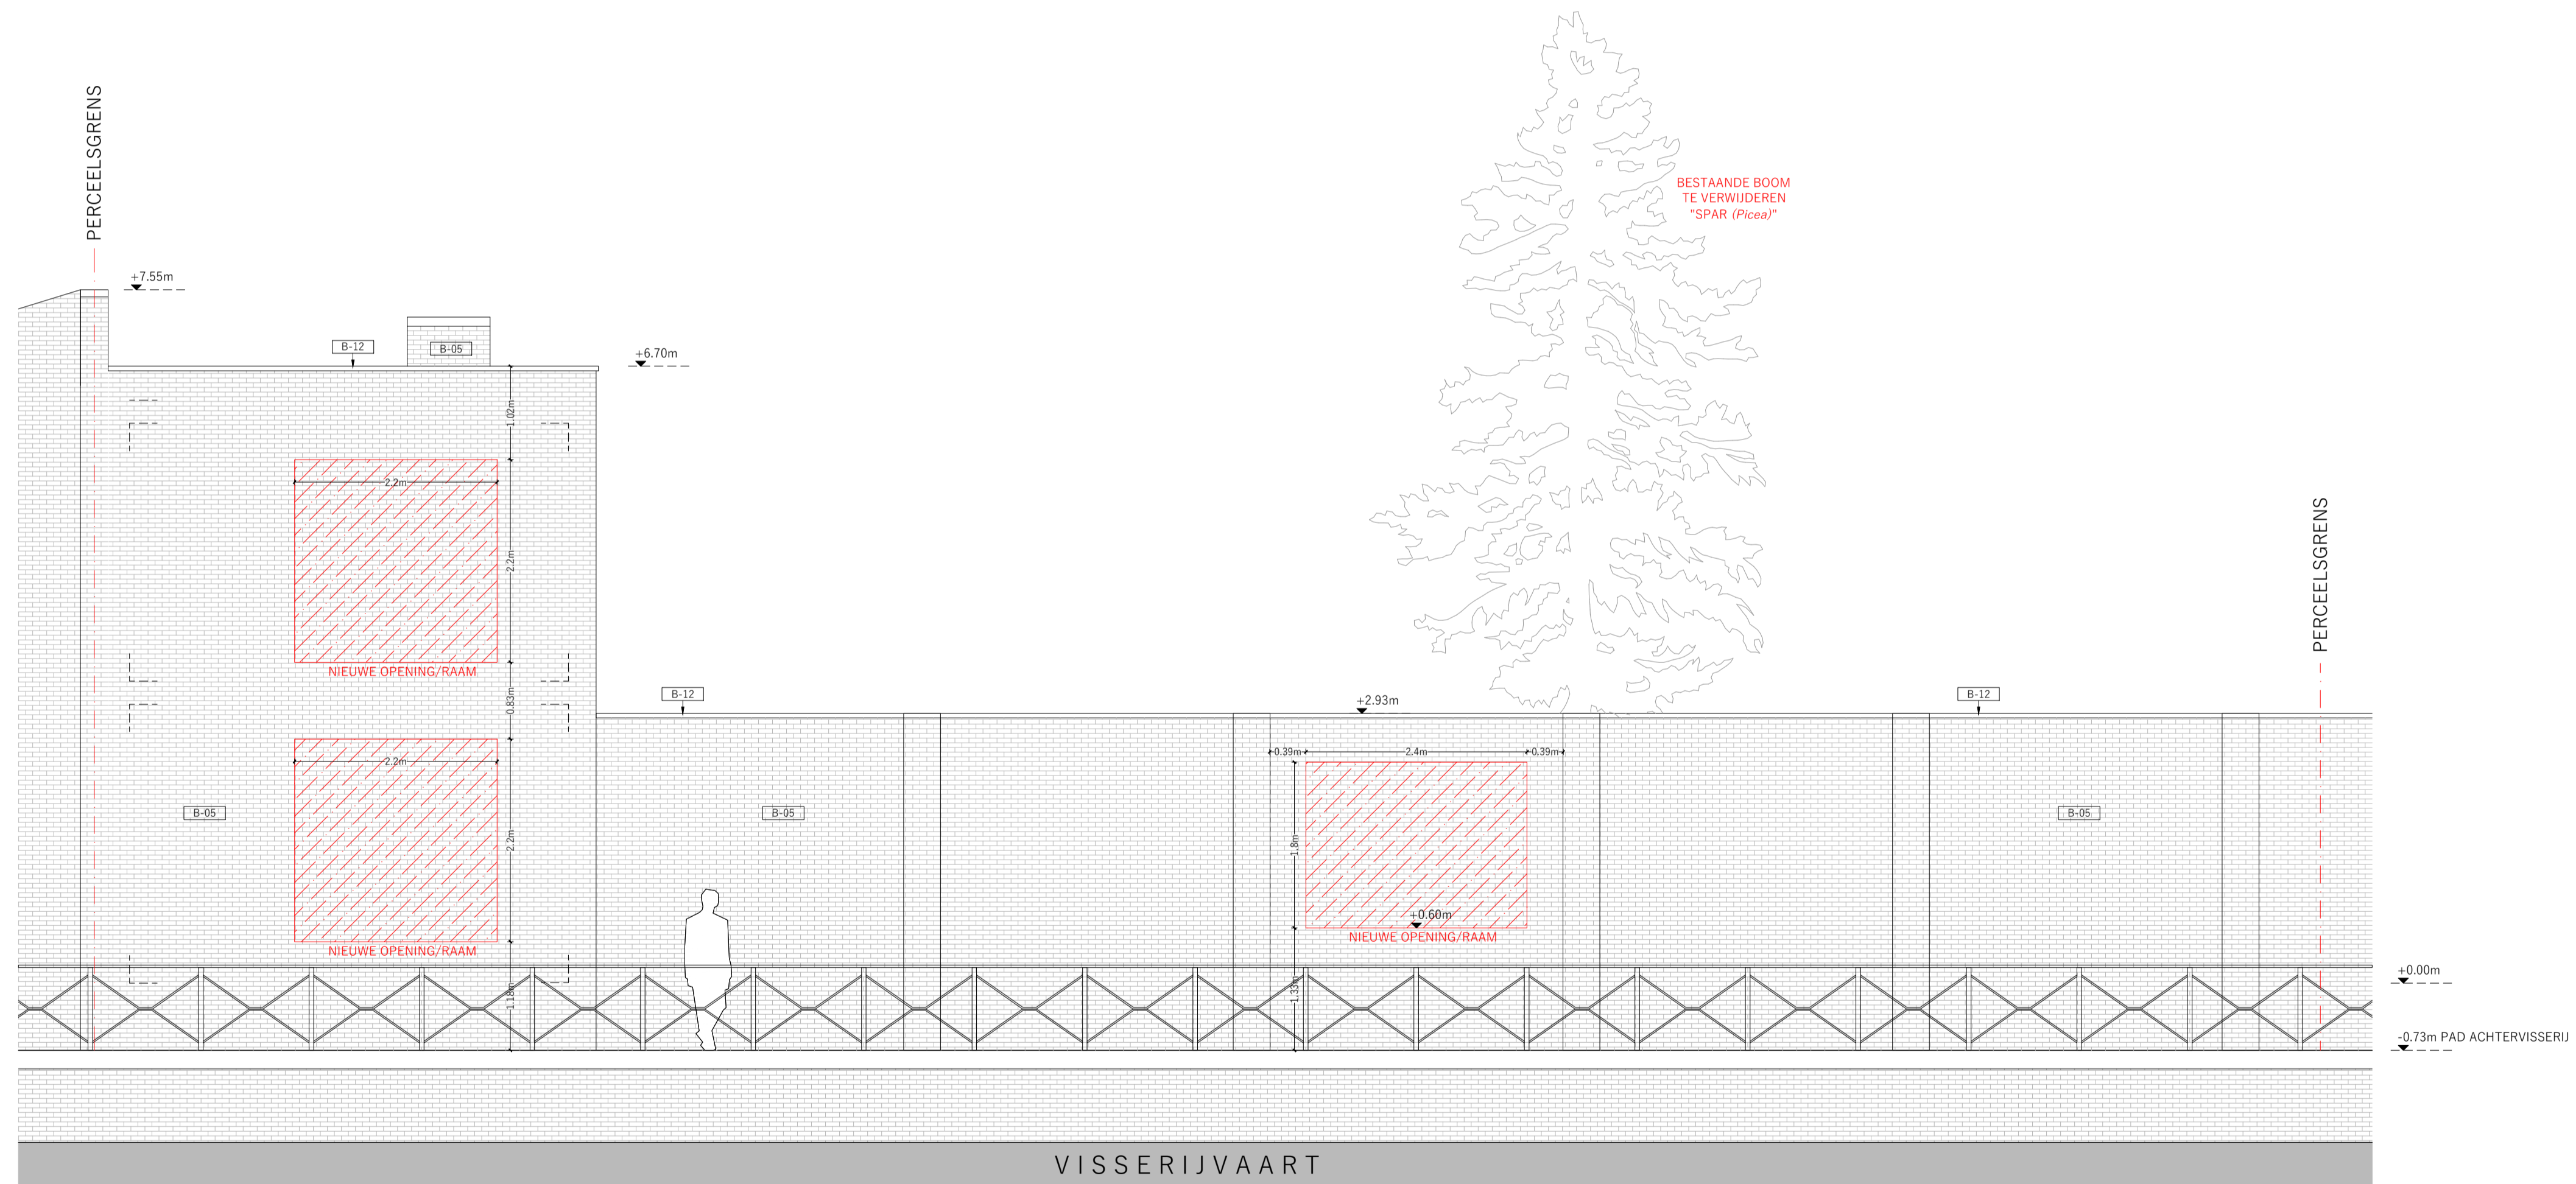 PERCEELSGRENS
BESTAANDE BOOM
TE VERWIJDEREN
"SPAR (Picea)"
+7.55m
B-12
B-05
+6.70m
1.02m
2.2m
2.2m
NIEUWE OPENING/RAAM
0.83m
B-12
+2.93m
B-12
PERCEELSGRENS
2.2m
0.39m
2.4m
0.39m
B-05
2.2m
B-05
1.8m
B-05
+0.60m
NIEUWE OPENING/RAAM
NIEUWE OPENING/RAAM
1.18m
1.33m
+0.00m
-0.73m PAD ACHTERVISSERIJ
VISSERIJVAART